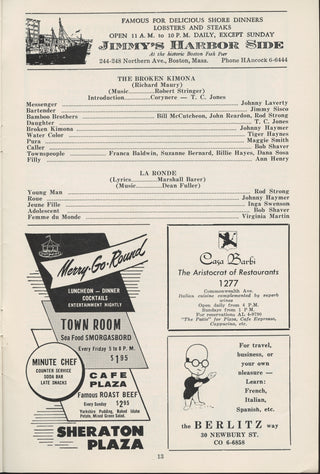 FAMOUS FOR DELICIOUS SHORE DINNERS
LOBSTERS AND STEAKS
OPEN 11 A.M. to 10 P.M. DAILY, EXCEPT SUNDAY
JIMMY'S HARBOR SIDE
At the historic Boston Fish Pier
244-248 Northern Ave., Boston, Mass. Phone HAncock 6-6444
THE BROKEN KIMONA
(Richard Maury)
(Music..........Robert Stringer)
Introduction..........Corynere — T. C. Jones
Messenger Johnny Laverty
Bartender Jimmy Sisco
Bamboo Brothers Bill McCutcheon, John Reardon, Rod Strong
Daughter T. C. Jones
Broken Kimona Johnny Haymer
Water Color Tiger Haynes
Pura Maggie Smith
Caller Bob Shaver
Townspeople Franca Baldwin, Suzanne Bernard, Billie Hayes, Dana Sosa
Filly Ann Henry
LA RONDE
(Lyrics..........Marshall Barer)
(Music..........Dean Fuller)
Young Man Rod Strong
Roue Johnny Haymer
Jeune Fille Inga Swenson
Adolescent Bob Shaver
Femme du Monde Virginia Martin
Merry-Go-Round
LUNCHEON — DINNER
COCKTAILS
ENTERTAINMENT NIGHTLY
TOWN ROOM
Sea Food SMORGASBORD
Every Friday 5 to 8 P.M.
$1.95
MINUTE CHEF
COUNTER SERVICE
SODA BAR
LATE SNACKS
CAFE
PLAZA
Famous ROAST BEEF
Every Sunday $2.95
Yorkshire Pudding, Baked Idaho
Potato, Mixed Green Salad.
SHERATON
PLAZA
Casa Barbi
The Aristocrat of Restaurants
1277
Commonwealth Ave.
Italian cuisine complemented by superb
wines
Open daily from 4 P.M.
Sundays from 1 P.M.
For reservations AL 4-9790
"The Patio" for Pizza, Cafe Expresso,
Cappucino, etc.
For travel,
business, or
your own
pleasure —
Learn:
French,
Italian,
Spanish, etc.
the BERLITZ way
30 NEWBURY ST.
CO 6-6858
13